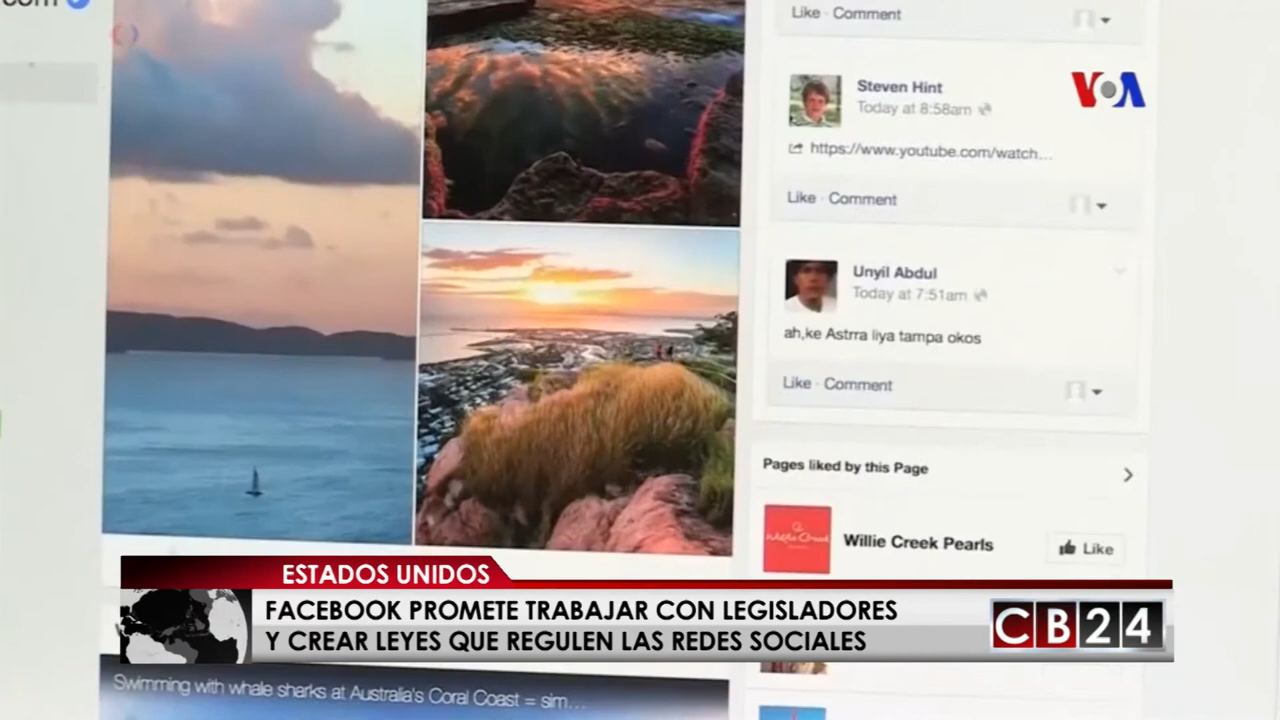 .com
Like · Comment
Steven Hint
Today at 8:58am
https://www.youtube.com/watch...
Like · Comment
Unyil Abdul
Today at 7:51am
ah,ke Astrra liya tampa okos
Like · Comment
Pages liked by this Page
Willie Creek
Willie Creek Pearls
Like
VOA
ESTADOS UNIDOS
FACEBOOK PROMETE TRABAJAR CON LEGISLADORES
Y CREAR LEYES QUE REGULEN LAS REDES SOCIALES
CB24
Swimming with whale sharks at Australia's Coral Coast = sim...